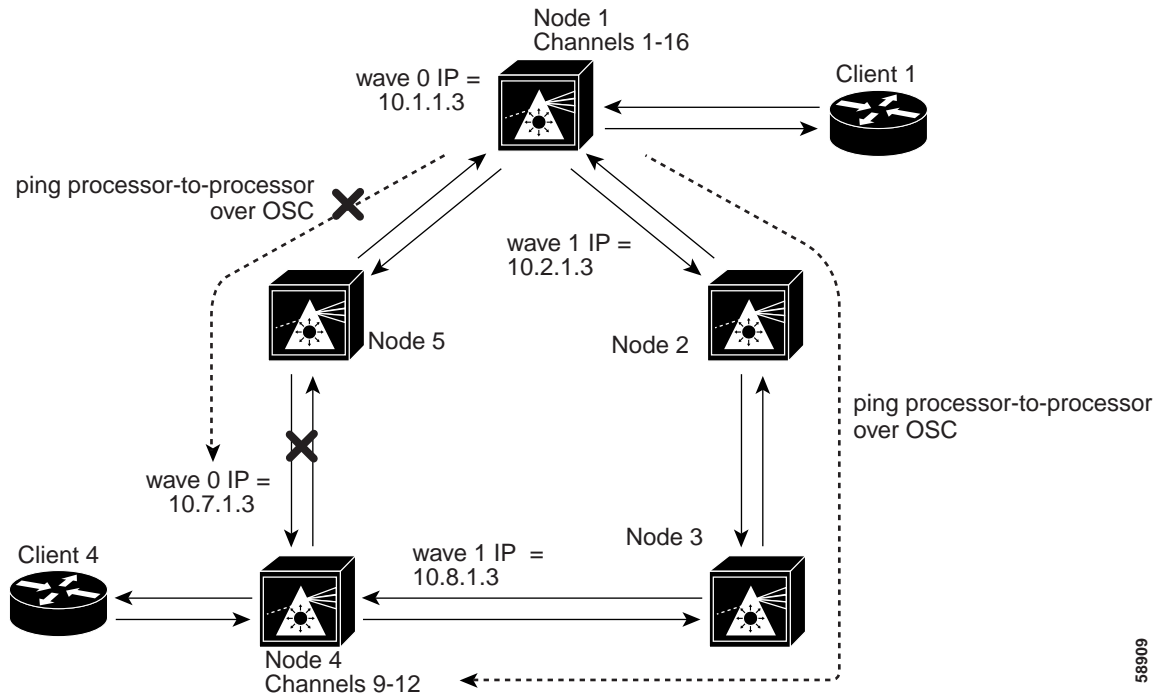 Node 1
Channels 1-16
wave 0 IP =
10.1.1.3
Client 1
ping processor-to-processor
over OSC
wave 1 IP =
10.2.1.3
Node 5
Node 2
ping processor-to-processor
over OSC
wave 0 IP =
10.7.1.3
Client 4
wave 1 IP =
10.8.1.3
Node 3
Node 4
Channels 9-12
58909